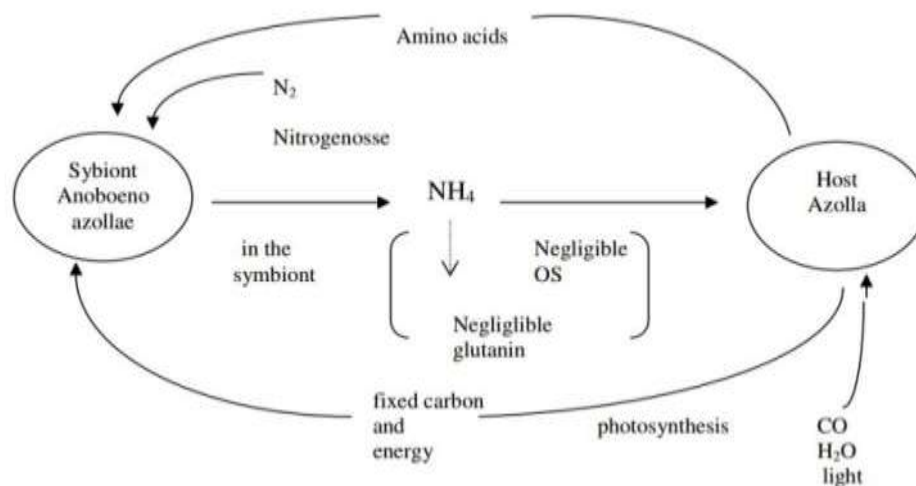 Amino acids
N₂
Nitrogenosse
Sybiont
Anoboeno
azollae
NH₄
Host
Azolla
in the
symbiont
Negligible
OS
Negliglible
glutanin
fixed carbon
and
energy
photosynthesis
CO
H₂O
light